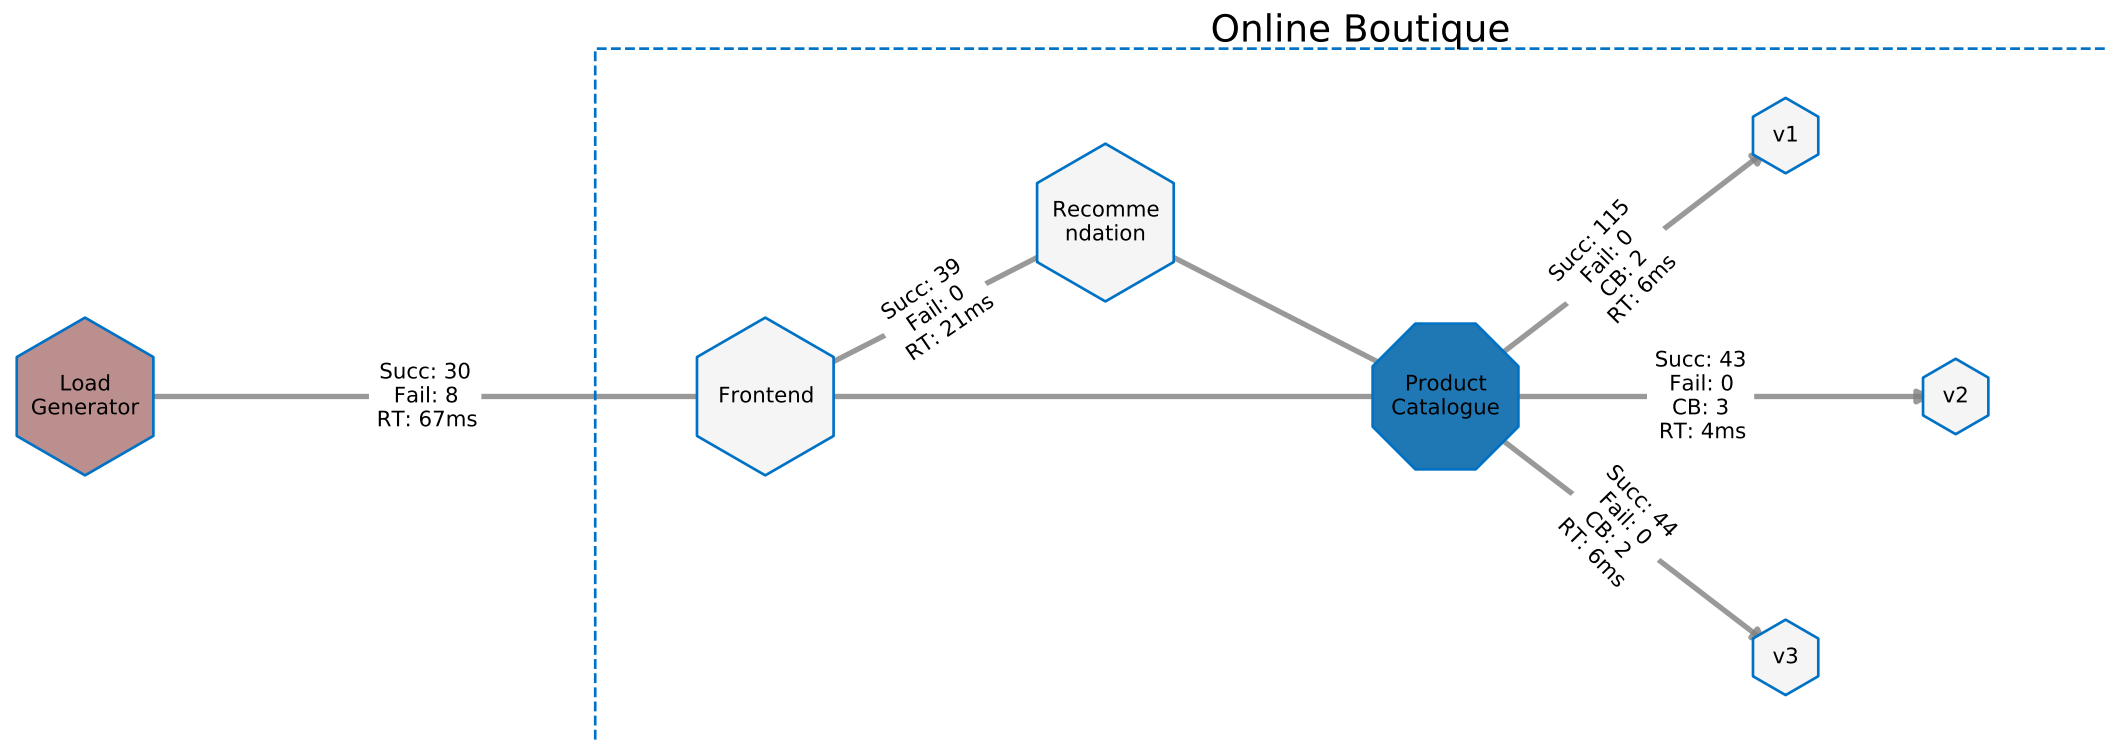 Online Boutique
Load
Generator
Succ: 30
Fail: 8
RT: 67ms
Frontend
Succ: 39
Fail: 0
RT: 21ms
Recomme
ndation
Product
Catalogue
Succ: 115
Fail: 0
CB: 2
RT: 6ms
v1
Succ: 43
Fail: 0
CB: 3
RT: 4ms
v2
Succ: 44
Fail: 0
CB: 2
RT: 6ms
v3